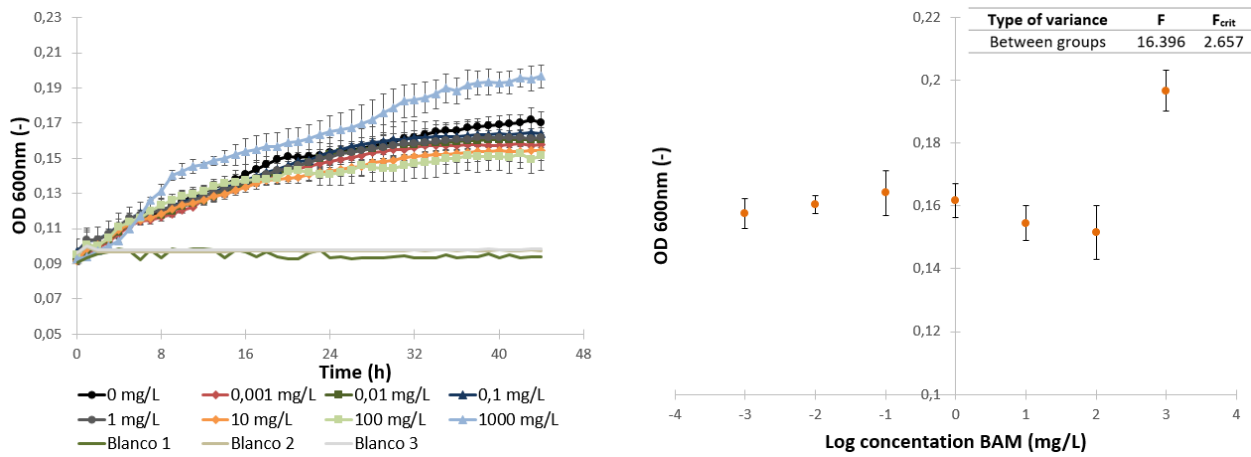 0,23
0,21
0,19
0,17
0,15
0,13
0,11
0,09
0,07
0,05
OD 600nm (-)
0 8 16 24 32 40 48
Time (h)
0 mg/L 0,001 mg/L 0,01 mg/L 0,1 mg/L
1 mg/L 10 mg/L 100 mg/L 1000 mg/L
Blanco 1 Blanco 2 Blanco 3
Type of variance F Fcrit
Between groups 16.396 2.657
0,22
0,2
0,18
0,16
0,14
0,12
0,1
OD 600nm (-)
-4 -3 -2 -1 0 1 2 3 4
Log concentation BAM (mg/L)